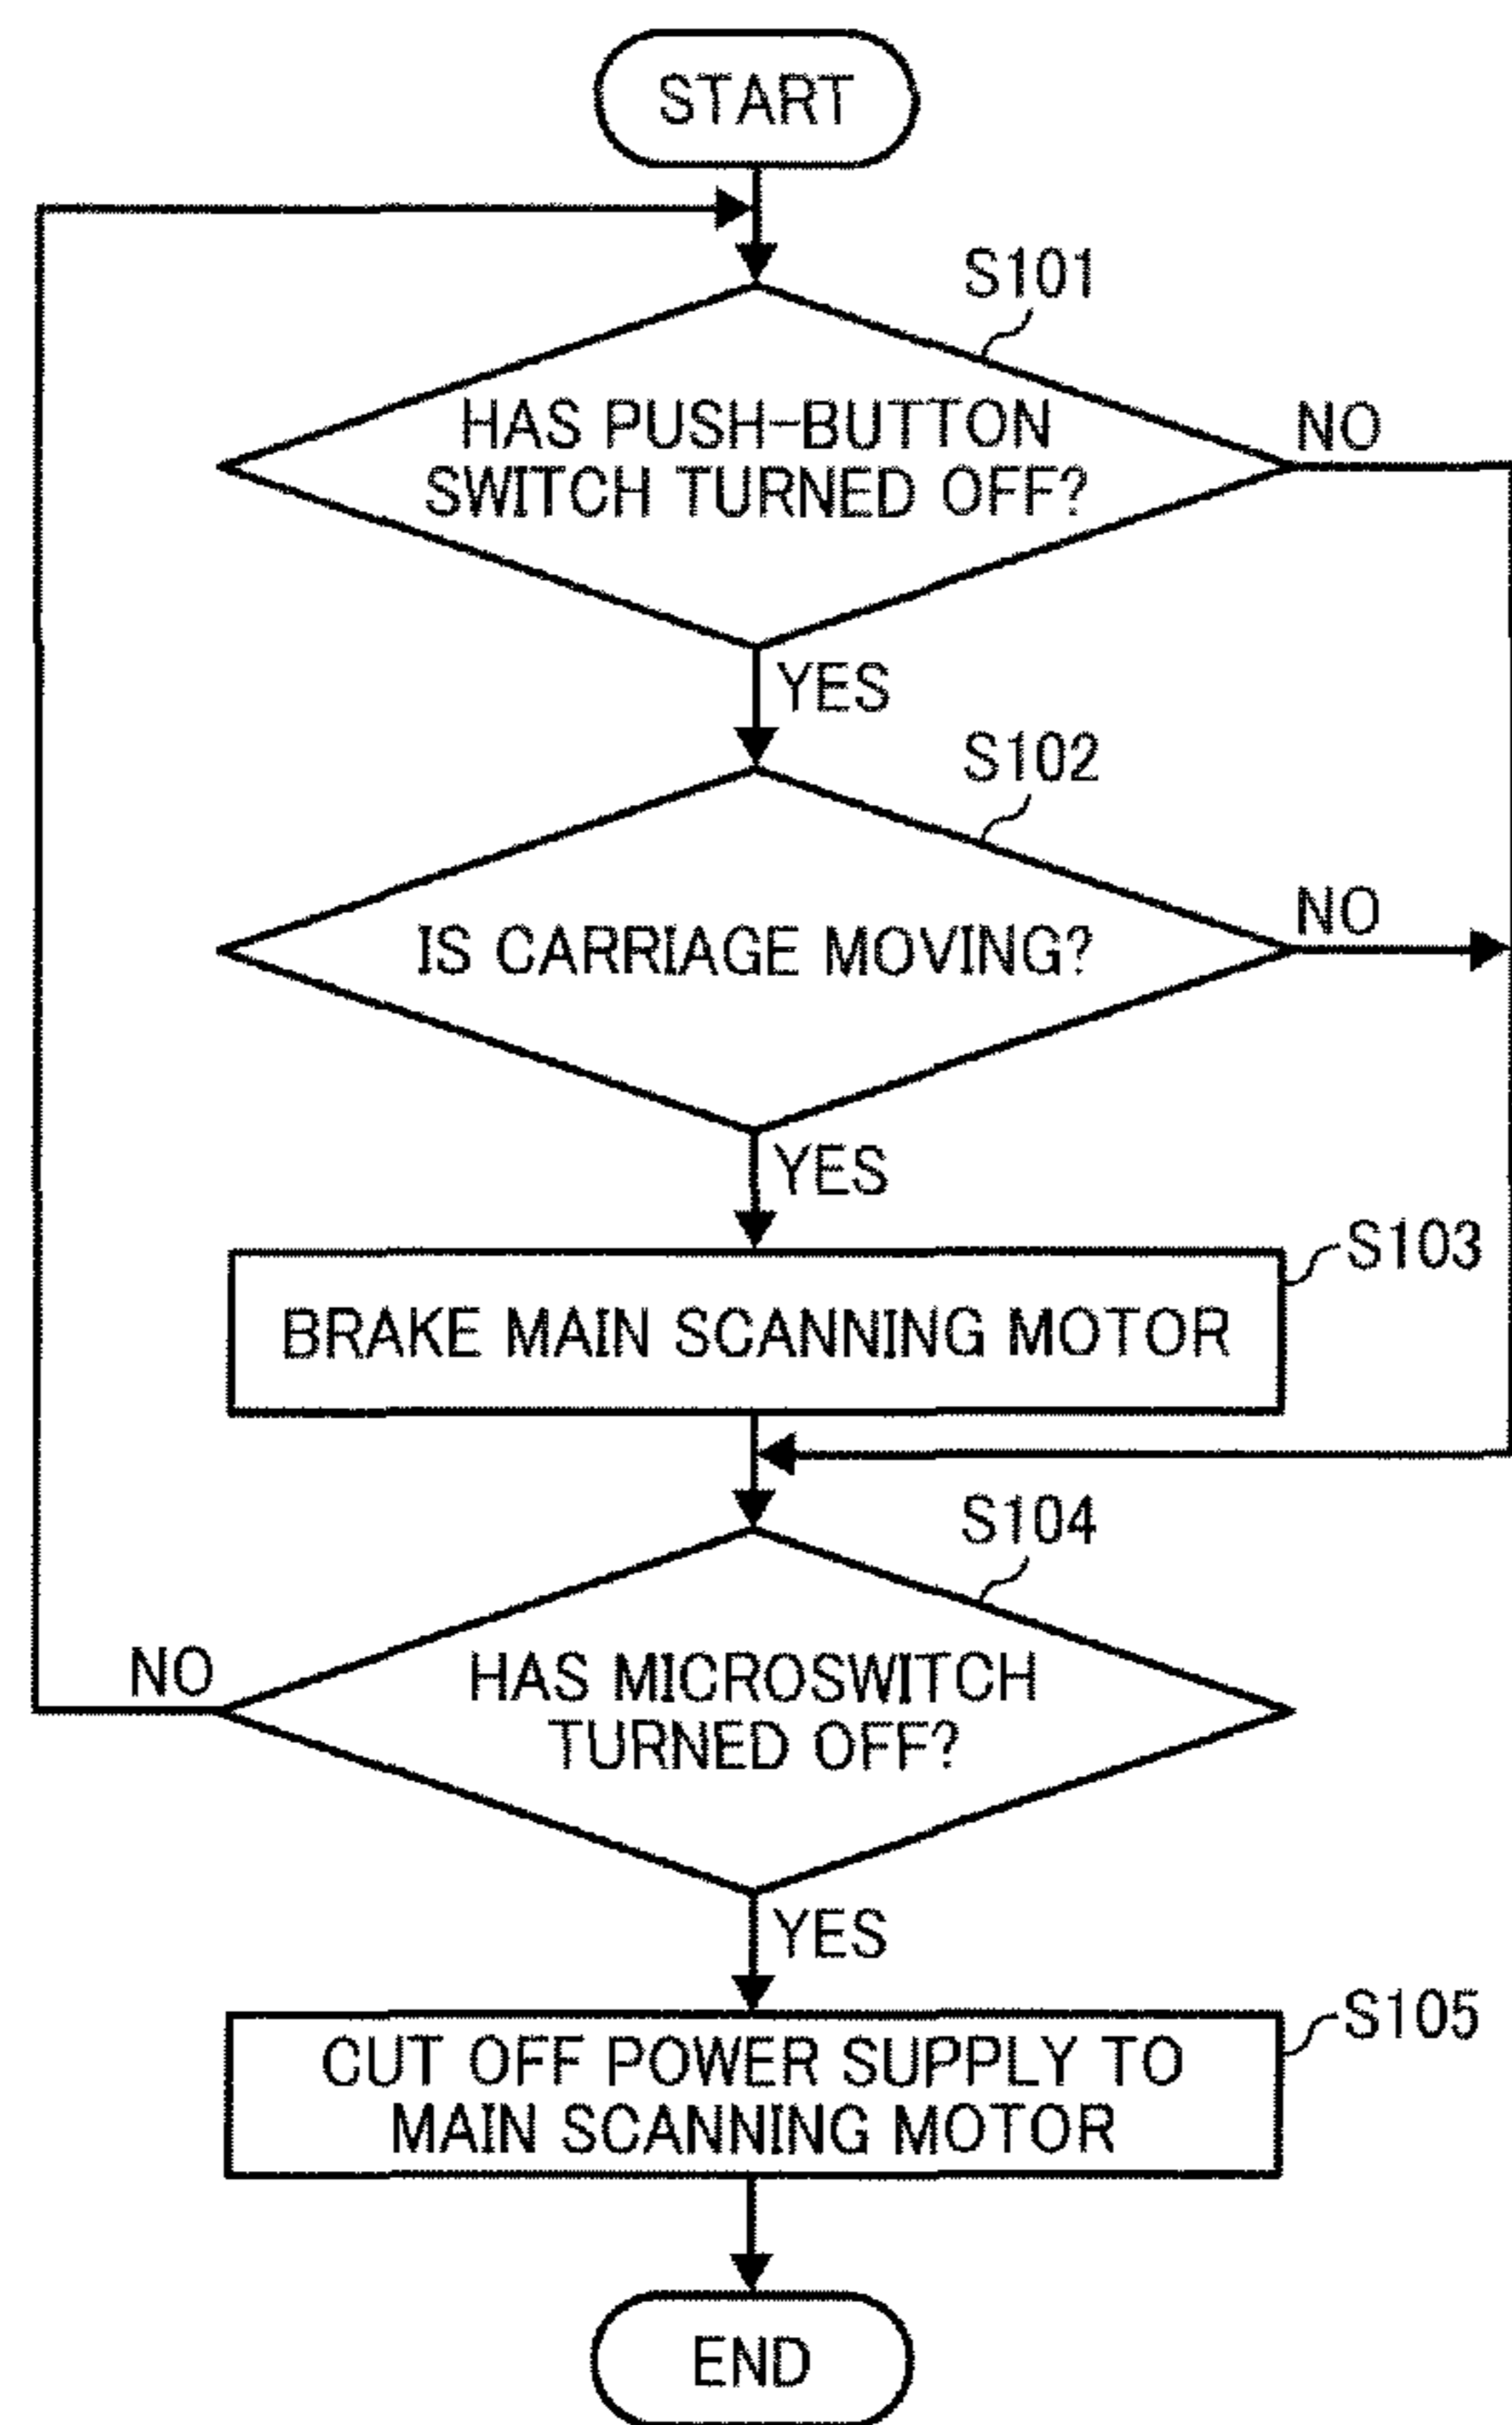 START
S101
HAS PUSH-BUTTON
SWITCH TURNED OFF?
NO
YES
S102
IS CARRIAGE MOVING?
NO
YES
S103
BRAKE MAIN SCANNING MOTOR
S104
HAS MICROSWITCH
TURNED OFF?
NO
YES
S105
CUT OFF POWER SUPPLY TO
MAIN SCANNING MOTOR
END